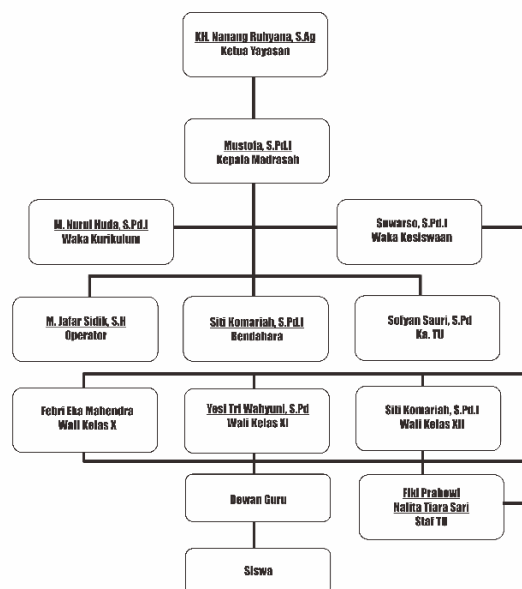 KH. Nanang Ruhyana, S.Ag
Ketua Yayasan
Mustofa, S.Pd.I
Kepala Madrasah
M. Nurul Huda, S.Pd.I
Waka Kurikulum
Suwarso, S.Pd.I
Waka Kesiswaan
M. Jafar Sidik, S.H
Operator
Siti Komariah, S.Pd.I
Bendahara
Sofyan Sauri, S.Pd
Ka. TU
Febri Eka Mahendra
Wali Kelas X
Yesi Tri Wahyuni, S.Pd
Wali Kelas XI
Siti Komariah, S.Pd.I
Wali Kelas XII
Dewan Guru
Fiki Prabowi
Nalita Tiara Sari
Staf TU
Siswa